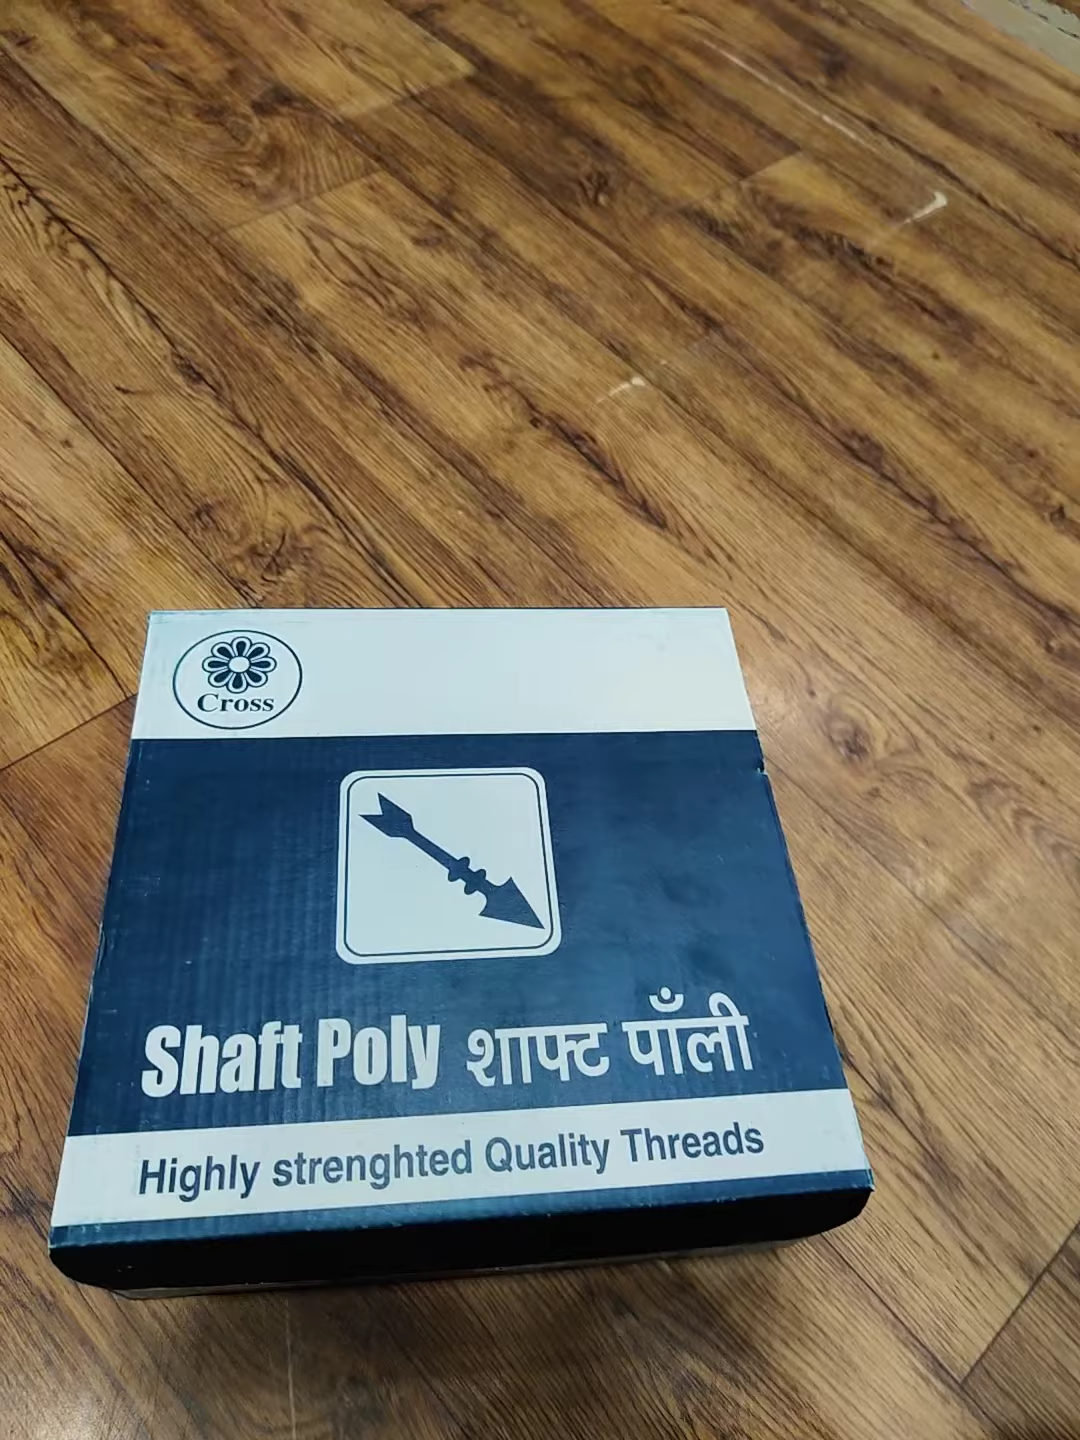 Cross
Shaft Poly शाफ्ट पाँली
Highly strenghted Quality Threads